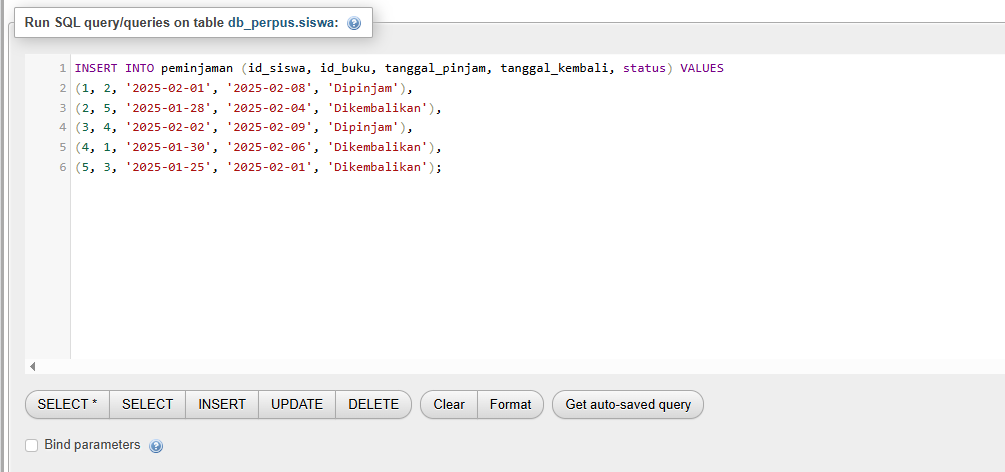 Run SQL query/queries on table db_perpus.siswa:
1 INSERT INTO peminjaman (id_siswa, id_buku, tanggal_pinjam, tanggal_kembali, status) VALUES
2 (1, 2, '2025-02-01', '2025-02-08', 'Dipinjam'),
3 (2, 5, '2025-01-28', '2025-02-04', 'Dikembalikan'),
4 (3, 4, '2025-02-02', '2025-02-09', 'Dipinjam'),
5 (4, 1, '2025-01-30', '2025-02-06', 'Dikembalikan'),
6 (5, 3, '2025-01-25', '2025-02-01', 'Dikembalikan');
SELECT * SELECT INSERT UPDATE DELETE Clear Format Get auto-saved query
Bind parameters